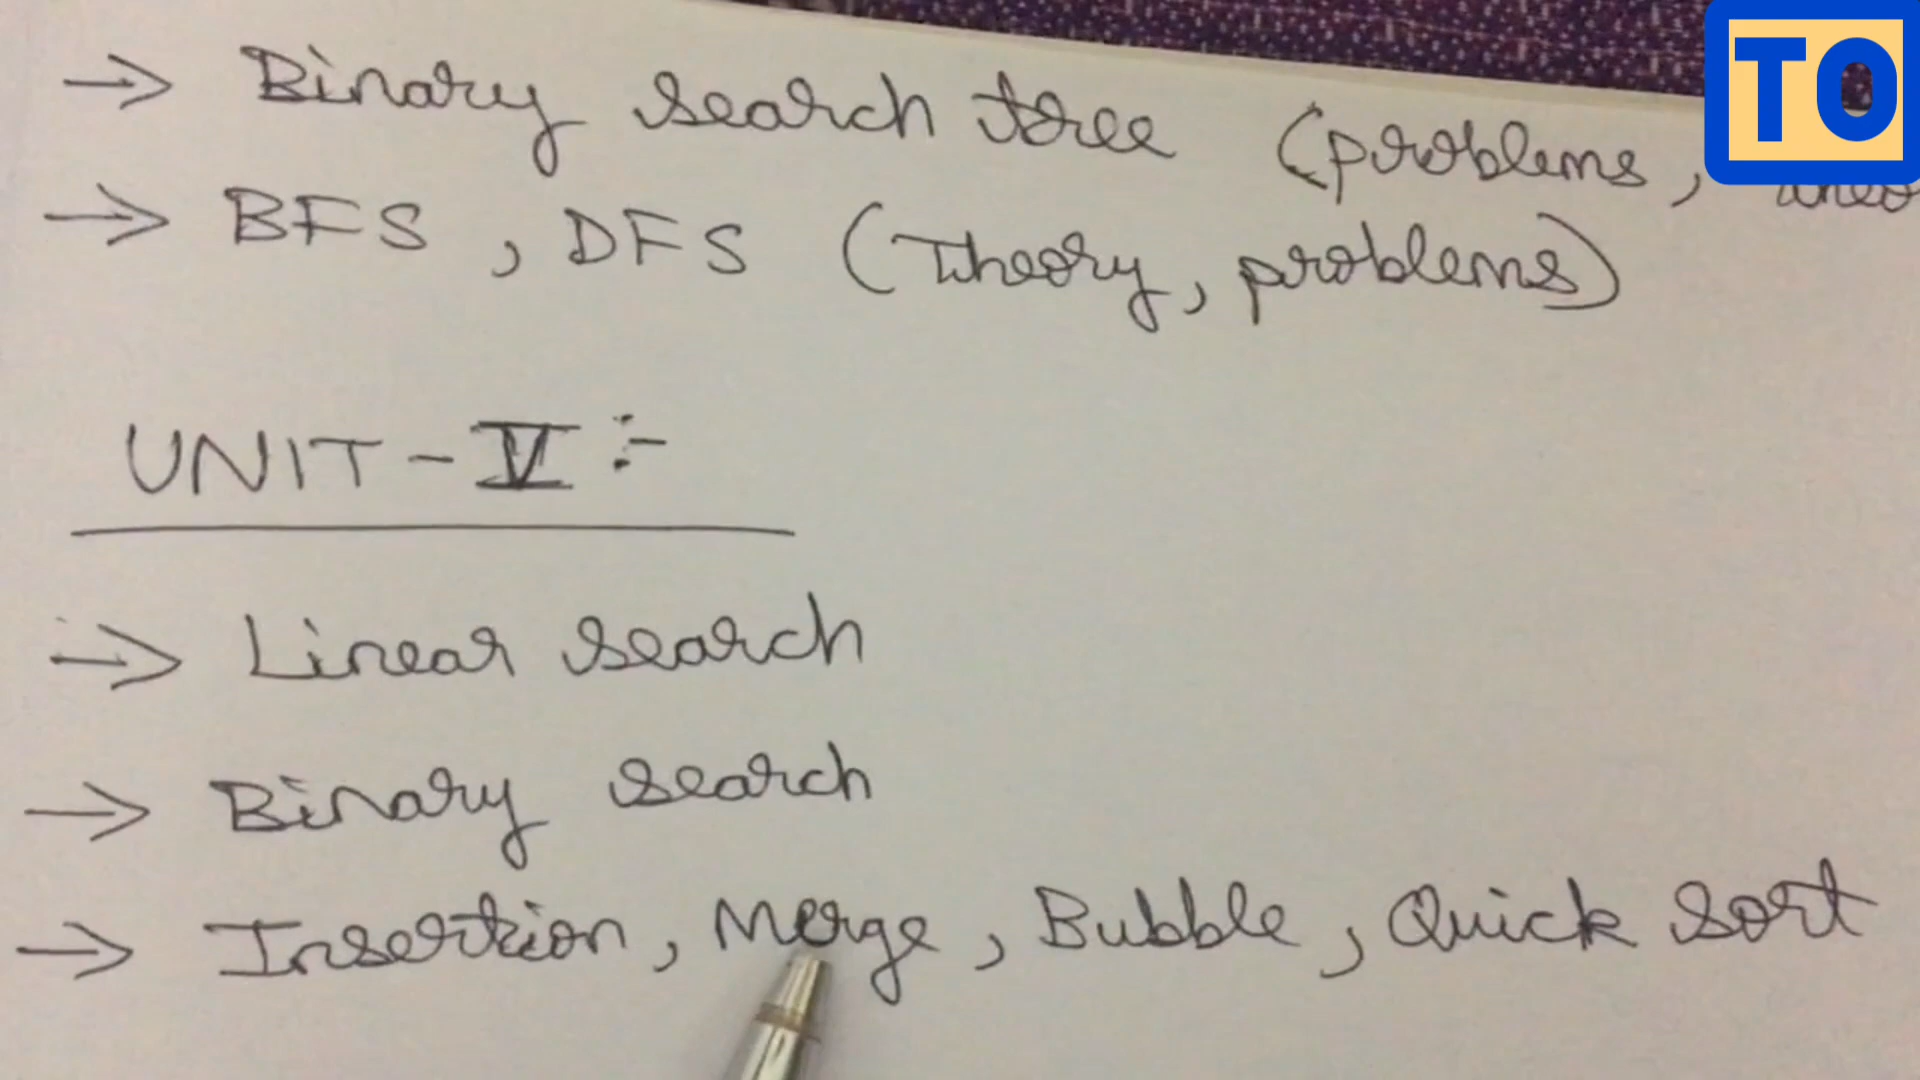 TO
→ Binary search tree (problems,
→ BFS, DFS (Theory, problems)
UNIT - V :-
→ Linear search
→ Binary search
→ Insertion, Merge, Bubble, Quick Sort